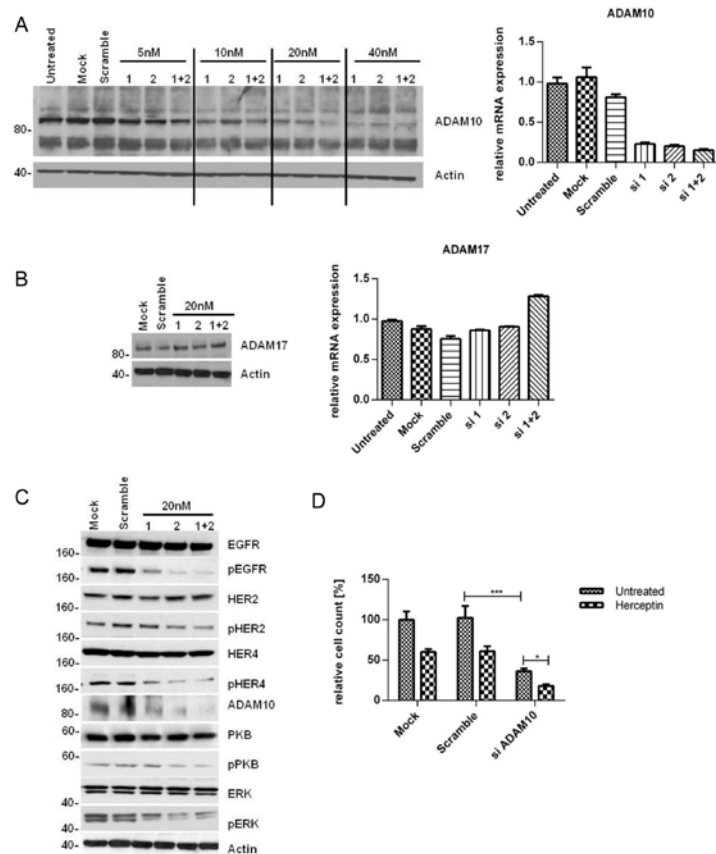 A
Untreated
Mock
Scramble
5nM 10nM 20nM 40nM
1 2 1+2 1 2 1+2 1 2 1+2 1 2 1+2
80-
ADAM10
40-
Actin
ADAM10
relative mRNA expression
1.5
1.0
0.5
0.0
Untreated
Mock
Scramble
si 1
si 2
si 1+2
B
Mock
Scramble
20nM
1 2 1+2
80-
ADAM17
40-
Actin
ADAM17
relative mRNA expression
1.5
1.0
0.5
0.0
Untreated
Mock
Scramble
si 1
si 2
si 1+2
C
Mock
Scramble
20nM
1 2 1+2
EGFR
160-
pEGFR
160-
HER2
160-
pHER2
160-
HER4
160-
pHER4
160-
ADAM10
80-
PKB
60-
pPKB
60-
ERK
40-
pERK
40-
Actin
40-
D
relative cell count [%]
150
100
50
0
***
*
Untreated
Herceptin
Mock
Scramble
si ADAM10